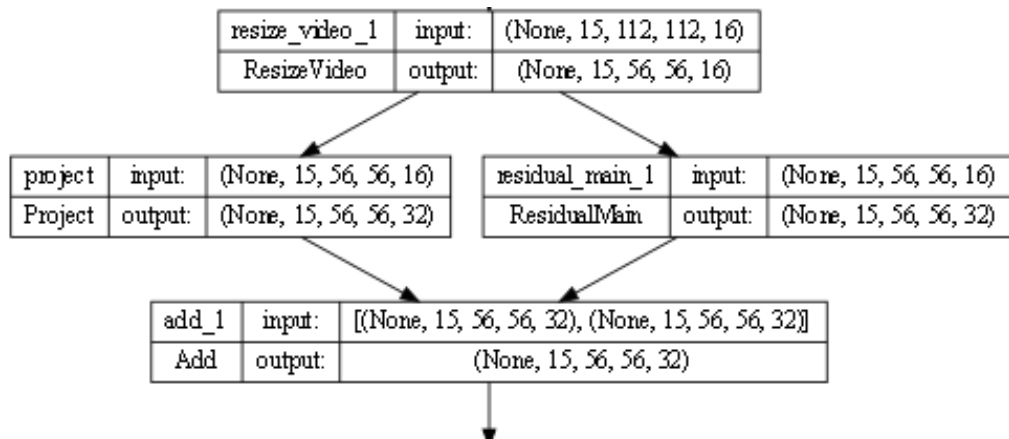 resize_video_1 input: (None, 15, 112, 112, 16)
ResizeVideo output: (None, 15, 56, 56, 16)
project input: (None, 15, 56, 56, 16)
Project output: (None, 15, 56, 56, 32)
residual_main_1 input: (None, 15, 56, 56, 16)
ResidualMain output: (None, 15, 56, 56, 32)
add_1 input: [(None, 15, 56, 56, 32), (None, 15, 56, 56, 32)]
Add output: (None, 15, 56, 56, 32)